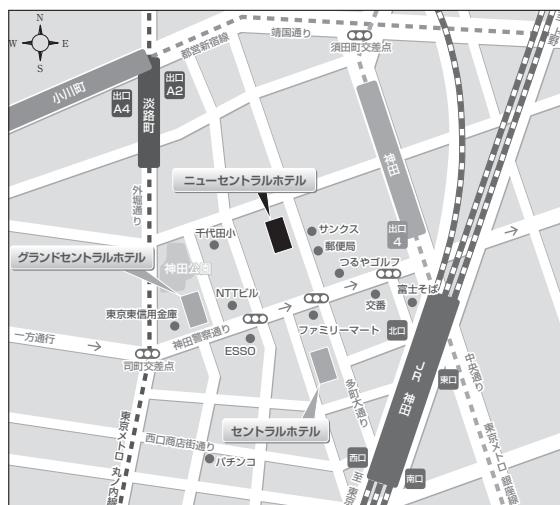 N
W
E
S
靖国通り
都営新宿線
須田町交差点
小川町
出口
A4
出口
A2
淡路町
神田
外堀通り
ニューセントラルホテル
サンクス
郵便局
出口
4
千代田小
つるやゴルフ
グランドセントラルホテル
神田公園
NTTビル
富士そば
交番
東京東信用金庫
神田警察通り
ファミリーマート
北口
一方通行
ESSO
司町交差点
JR 神田
中央通り
東口
セントラルホテル
多町大通り
東京メトロ 丸ノ内線
西口商店街通り
パチンコ
西口
南口
至 東京
東京メトロ 銀座線